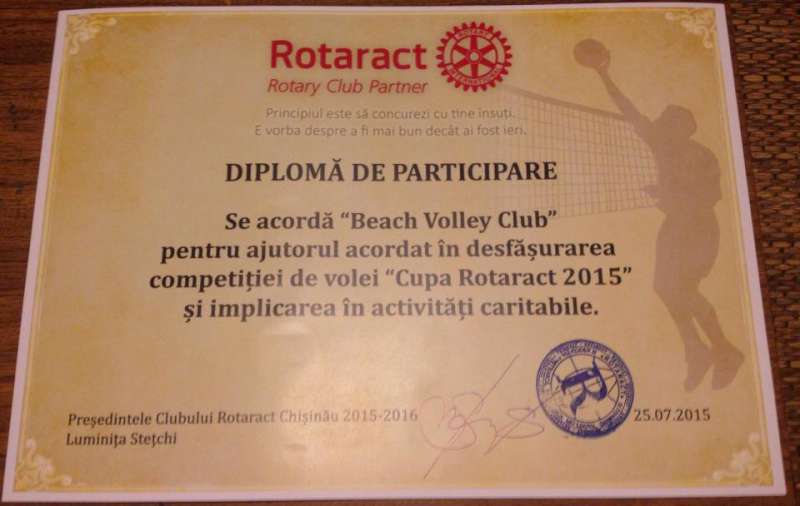 Rotaract
Rotary Club Partner
ROTARY
INTERNATIONAL
Principiul este să concurezi cu tine însuți.
E vorba despre a fi mai bun decât ai fost ieri.
DIPLOMĂ DE PARTICIPARE
Se acordă “Beach Volley Club”
pentru ajutorul acordat în desfășurarea
competiției de volei “Cupa Rotaract 2015”
și implicarea în activități caritabile.
Președintele Clubului Rotaract Chișinău 2015-2016
Luminița Stețchi
25.07.2015